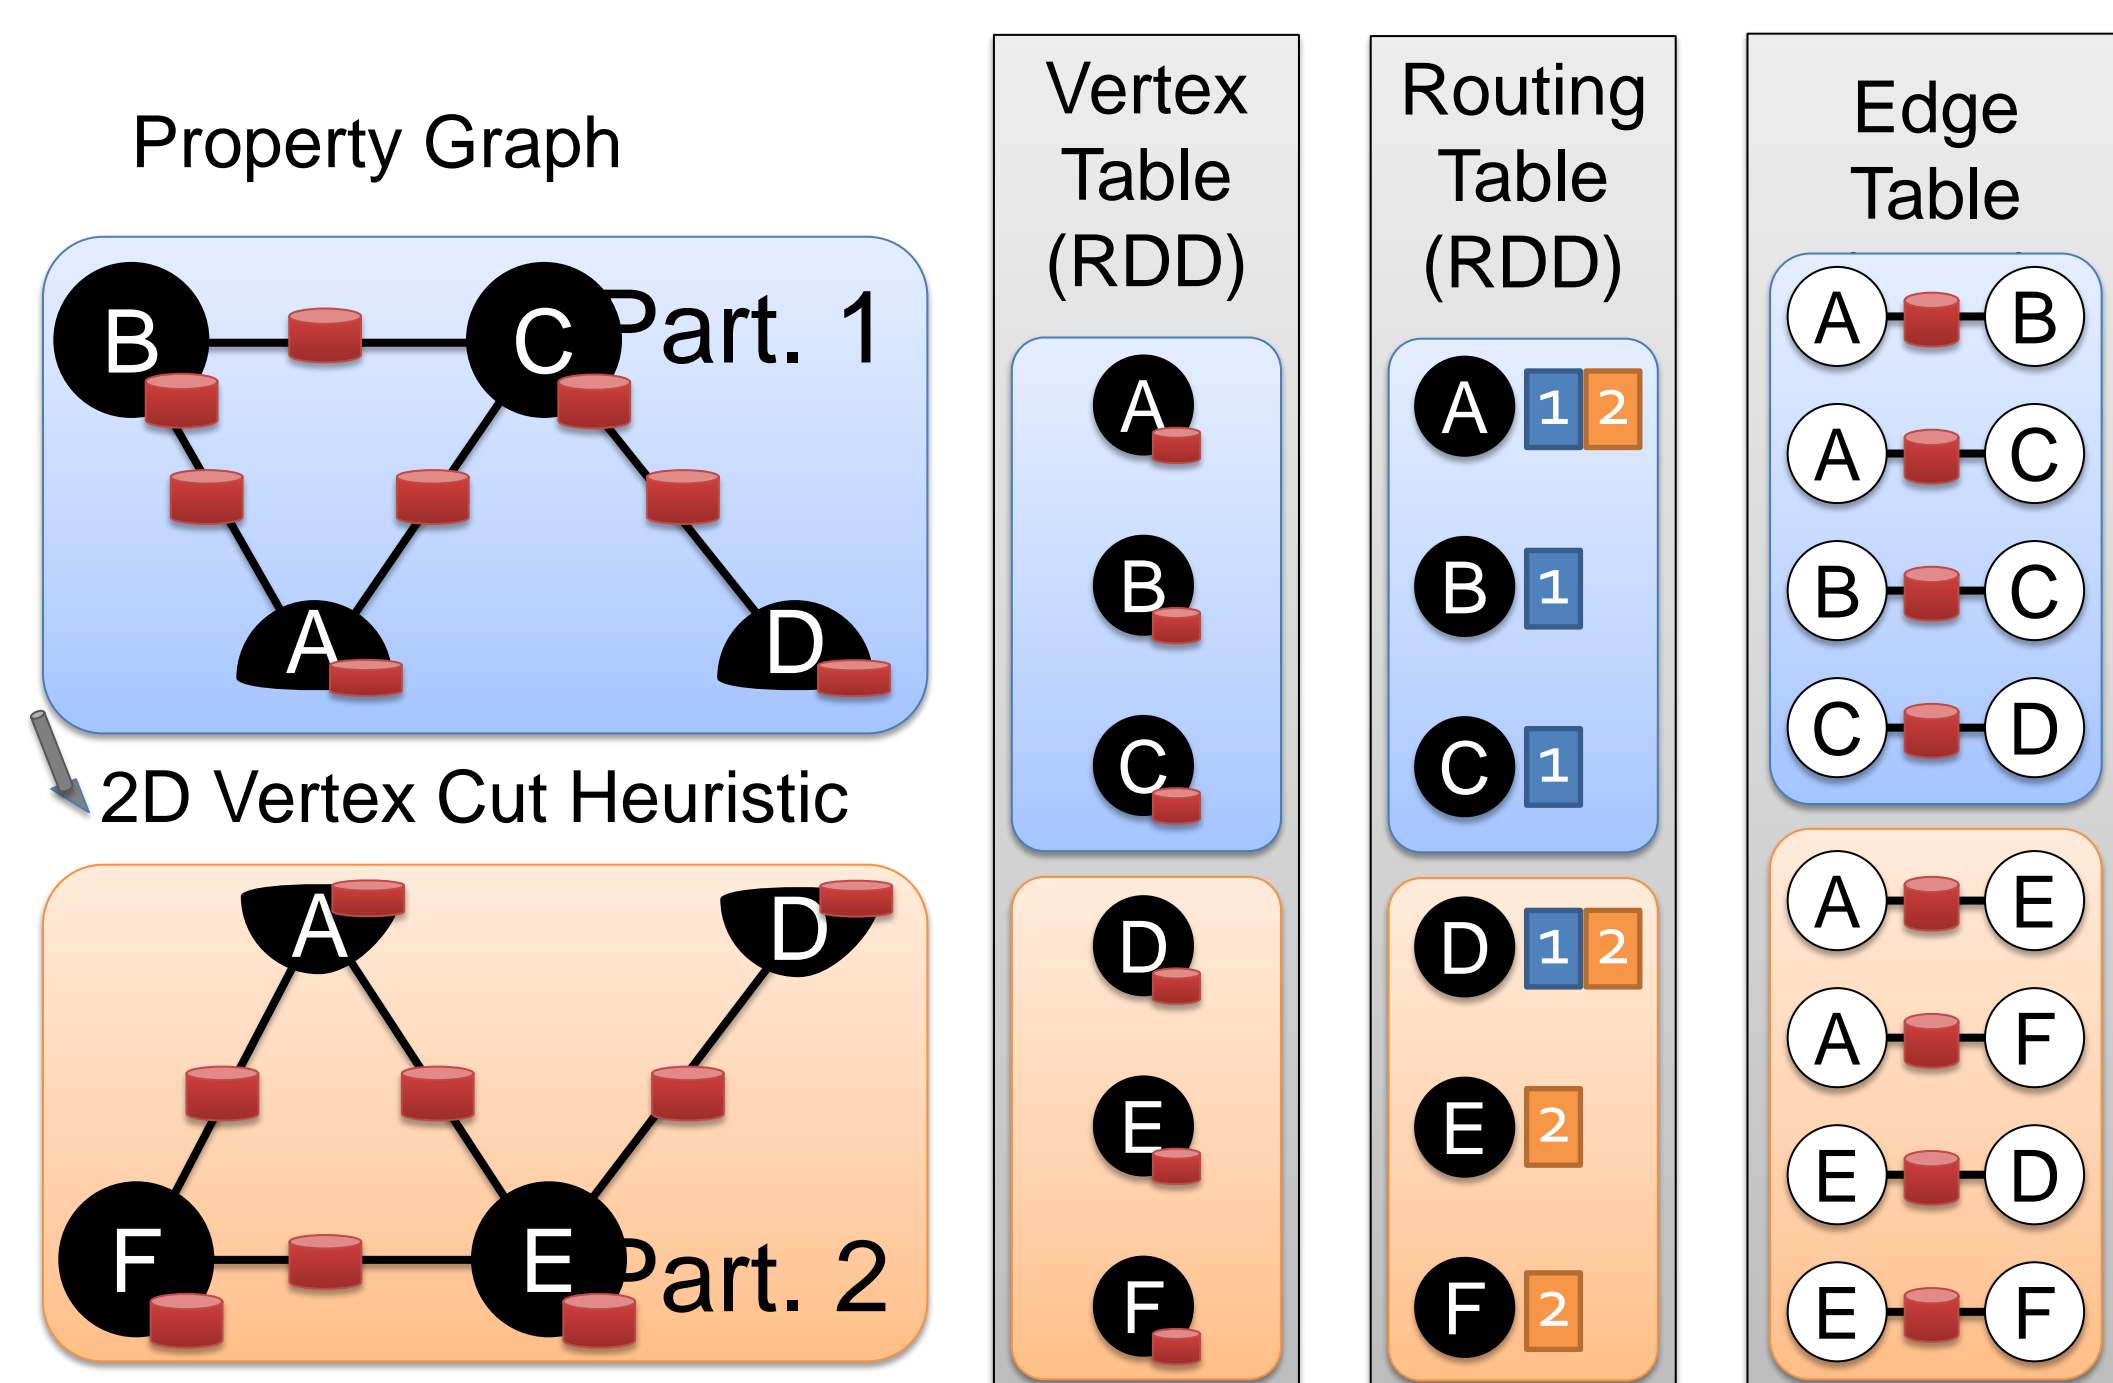 Property Graph
B
C
Part. 1
A
D
2D Vertex Cut Heuristic
A
D
F
E
Part. 2
Vertex
Table
(RDD)
A
B
C
D
E
F
Routing
Table
(RDD)
A 1 2
B 1
C 1
D 1 2
E 2
F 2
Edge
Table
A B
A C
B C
C D
A E
A F
E D
E F